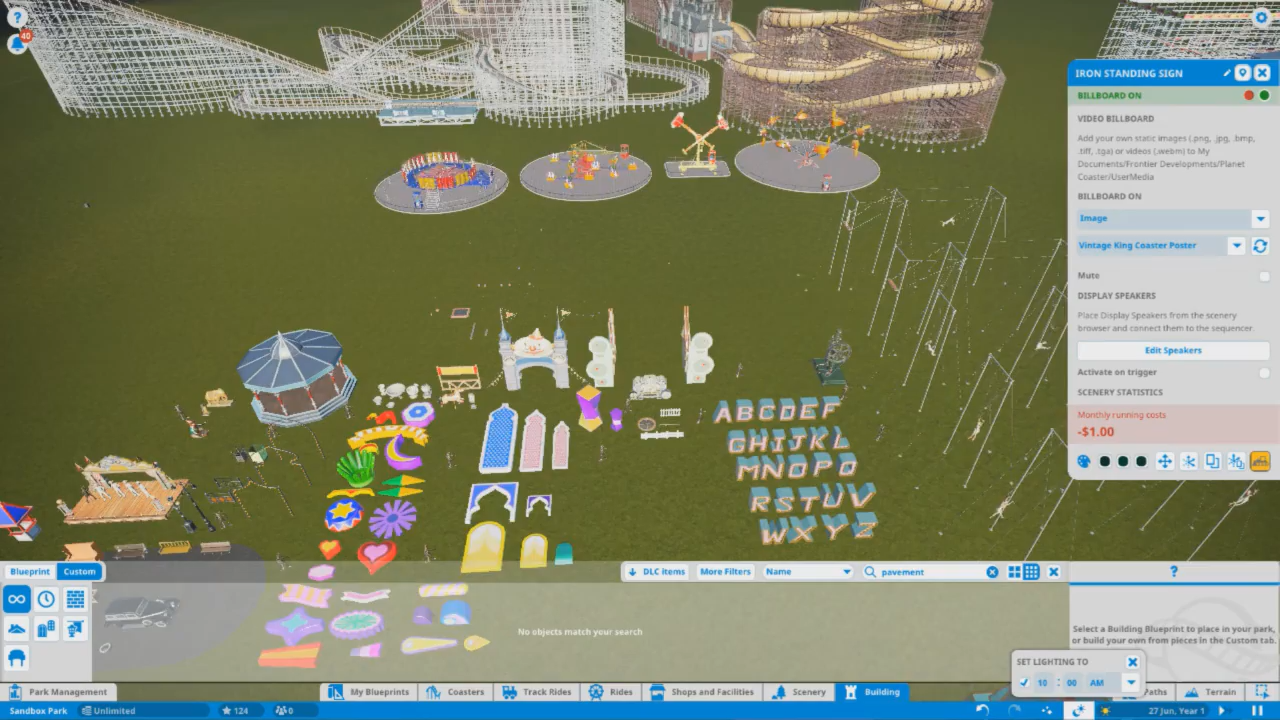 ?
40
IRON STANDING SIGN
BILLBOARD ON
VIDEO BILLBOARD
Add your own static images (.png, .jpg, .bmp,
.tiff, .tga) or videos (.webm) to My
Documents/Frontier Developments/Planet
Coaster/UserMedia
BILLBOARD ON
Image
Vintage King Coaster Poster
Mute
DISPLAY SPEAKERS
Place Display Speakers from the scenery
browser and connect them to the sequencer.
Edit Speakers
Activate on trigger
SCENERY STATISTICS
Monthly running costs
-$1.00
ABCDEF
GHIJKL
MNOPQ
RSTUV
WXYZ
Blueprint Custom
DLC items More Filters Name pavement
?
No objects match your search
Select a Building Blueprint to place in your park,
or build your own from pieces in the Custom tab.
SET LIGHTING TO
10 : 00 AM
Park Management My Blueprints Coasters Track Rides Rides Shops and Facilities Scenery Building Paths Terrain
Sandbox Park Unlimited 124 0 27 Jun, Year 1